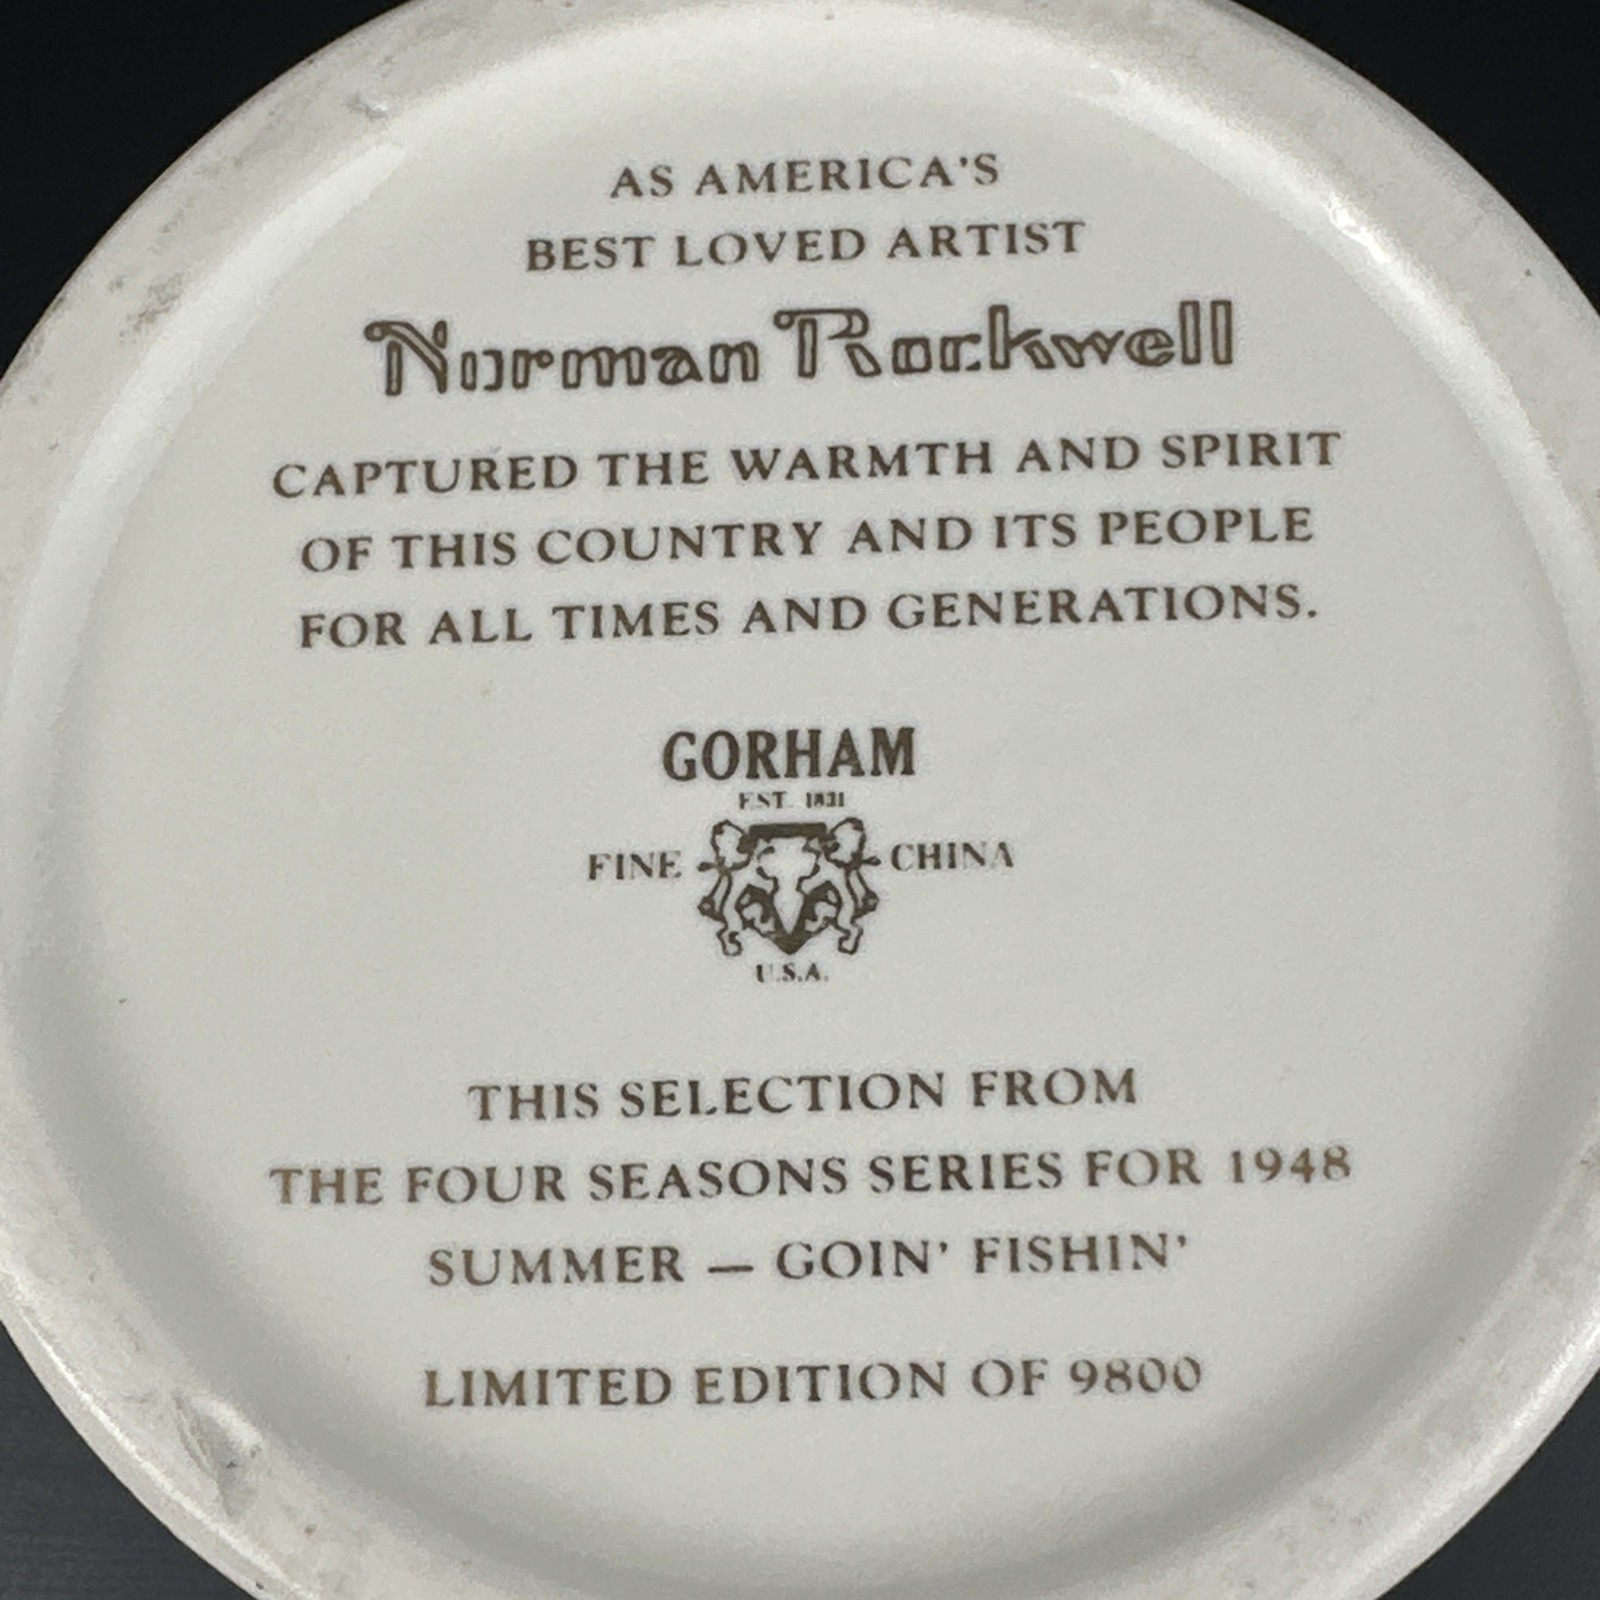 AS AMERICA'S
BEST LOVED ARTIST
Norman Rockwell
CAPTURED THE WARMTH AND SPIRIT
OF THIS COUNTRY AND ITS PEOPLE
FOR ALL TIMES AND GENERATIONS.
GORHAM
EST. 1831
FINE CHINA
U.S.A.
THIS SELECTION FROM
THE FOUR SEASONS SERIES FOR 1948
SUMMER — GOIN' FISHIN'
LIMITED EDITION OF 9800